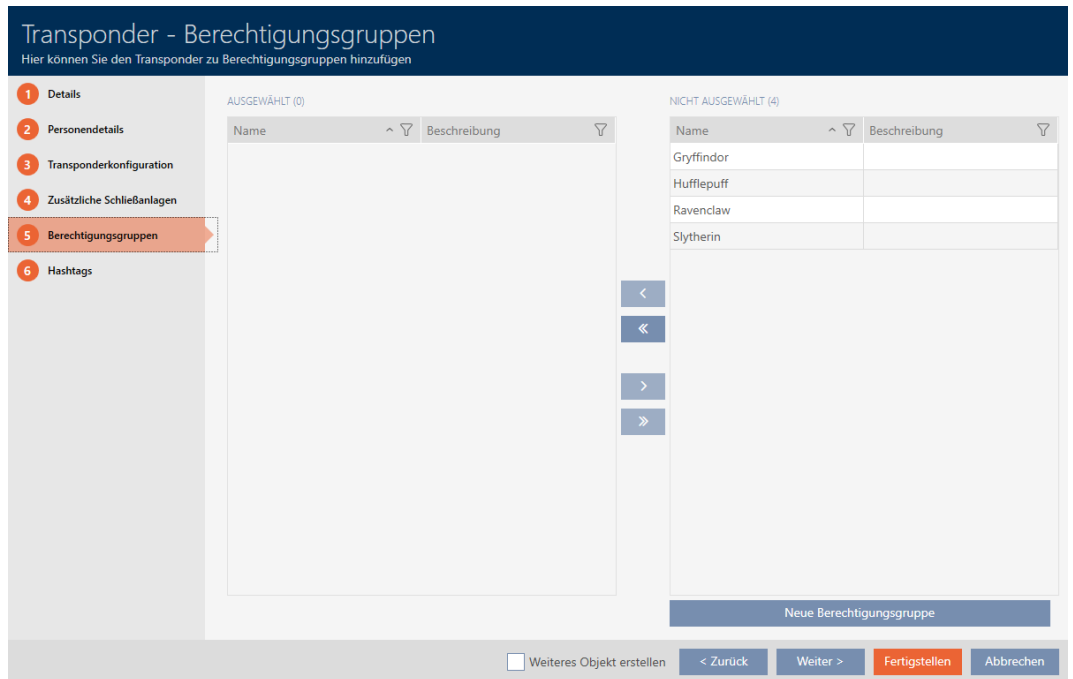 Transponder - Berechtigungsgruppen
Hier können Sie den Transponder zu Berechtigungsgruppen hinzufügen
1 Details
2 Personendetails
3 Transponderkonfiguration
4 Zusätzliche Schließanlagen
5 Berechtigungsgruppen
6 Hashtags
AUSGEWÄHLT (0)
Name Beschreibung
NICHT AUSGEWÄHLT (4)
Name Beschreibung
Gryffindor
Hufflepuff
Ravenclaw
Slytherin
Neue Berechtigungsgruppe
Weiteres Objekt erstellen < Zurück Weiter > Fertigstellen Abbrechen